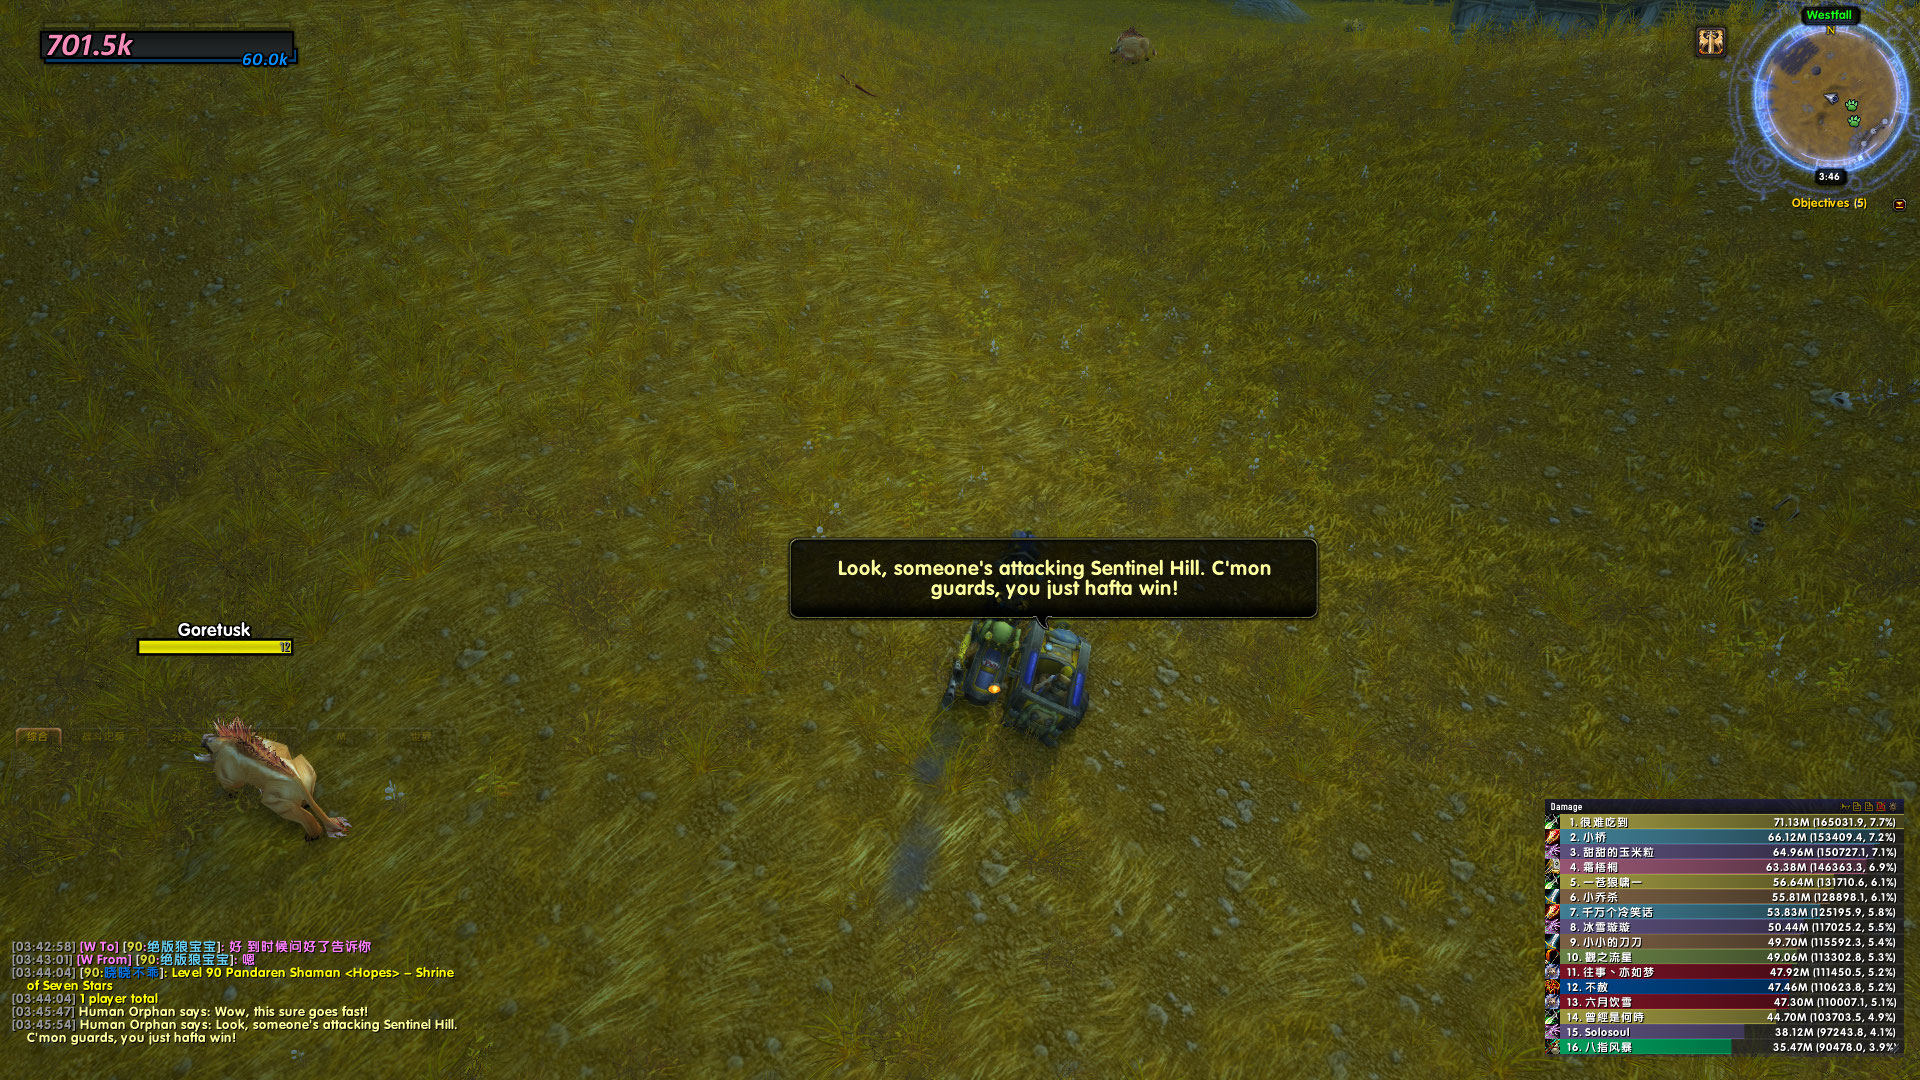 701.5k
60.0k
Westfall
N
3:46
Objectives (5)
Look, someone's attacking Sentinel Hill. C'mon
guards, you just hafta win!
Goretusk
12
综合
[03:42:58] [W To] [90:绝版狼宝宝]: 好 到时候问好了告诉你
[03:43:01] [W From] [90:绝版狼宝宝]: 嗯
[03:44:04] [90:晓晓不乖]: Level 90 Pandaren Shaman <Hopes> – Shrine
of Seven Stars
[03:44:04] 1 player total
[03:45:47] Human Orphan says: Wow, this sure goes fast!
[03:45:54] Human Orphan says: Look, someone's attacking Sentinel Hill.
C'mon guards, you just hafta win!
Damage
1. 很难吃到 71.13M (165031.9, 7.7%)
2. 小桥 66.12M (153409.4, 7.2%)
3. 甜甜的玉米粒 64.96M (150727.1, 7.1%)
4. 霜梧桐 63.38M (146363.3, 6.9%)
5. 一苍狼啸一 56.64M (131710.6, 6.1%)
6. 小乔杀 55.81M (128898.1, 6.1%)
7. 千万个冷笑话 53.83M (125195.9, 5.8%)
8. 冰雪璇璇 50.44M (117025.2, 5.5%)
9. 小小的刀刀 49.70M (115592.3, 5.4%)
10. 觀之流星 49.06M (113302.8, 5.3%)
11. 往事丶亦如梦 47.92M (111450.5, 5.2%)
12. 不赦 47.46M (110623.8, 5.2%)
13. 六月饮雪 47.30M (110007.1, 5.1%)
14. 曾經是何時 44.70M (103703.5, 4.9%)
15. Solosoul 38.12M (97243.8, 4.1%)
16. 八指风暴 35.47M (90478.0, 3.9%)